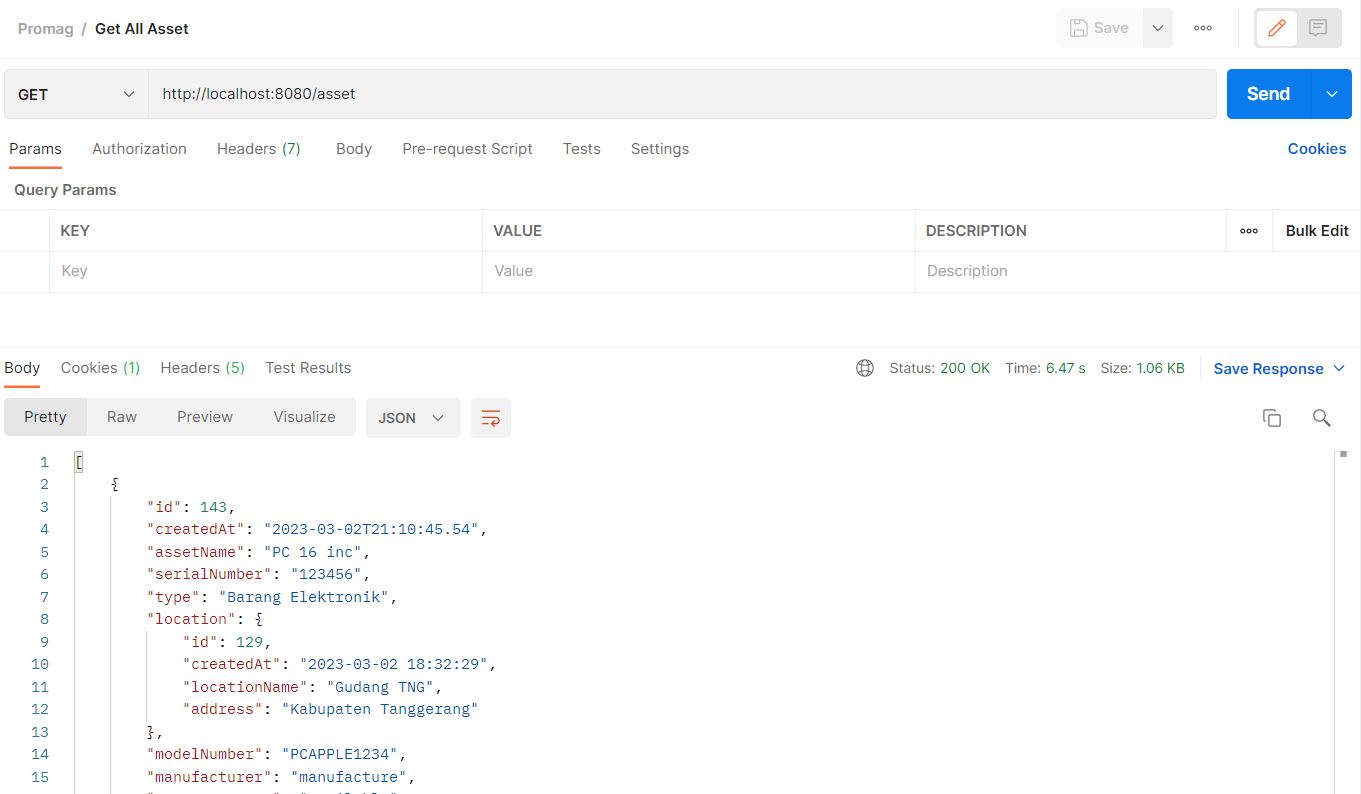 Promag / Get All Asset
Save
GET
http://localhost:8080/asset
Send
Params Authorization Headers (7) Body Pre-request Script Tests Settings Cookies
Query Params
KEY VALUE DESCRIPTION Bulk Edit
Key Value Description
Body Cookies (1) Headers (5) Test Results Status: 200 OK Time: 6.47 s Size: 1.06 KB Save Response
Pretty Raw Preview Visualize JSON
1 [
2 {
3 "id": 143,
4 "createdAt": "2023-03-02T21:10:45.54",
5 "assetName": "PC 16 inc",
6 "serialNumber": "123456",
7 "type": "Barang Elektronik",
8 "location": {
9 "id": 129,
10 "createdAt": "2023-03-02 18:32:29",
11 "locationName": "Gudang TNG",
12 "address": "Kabupaten Tanggerang"
13 },
14 "modelNumber": "PCAPPLE1234",
15 "manufacturer": "manufacture",